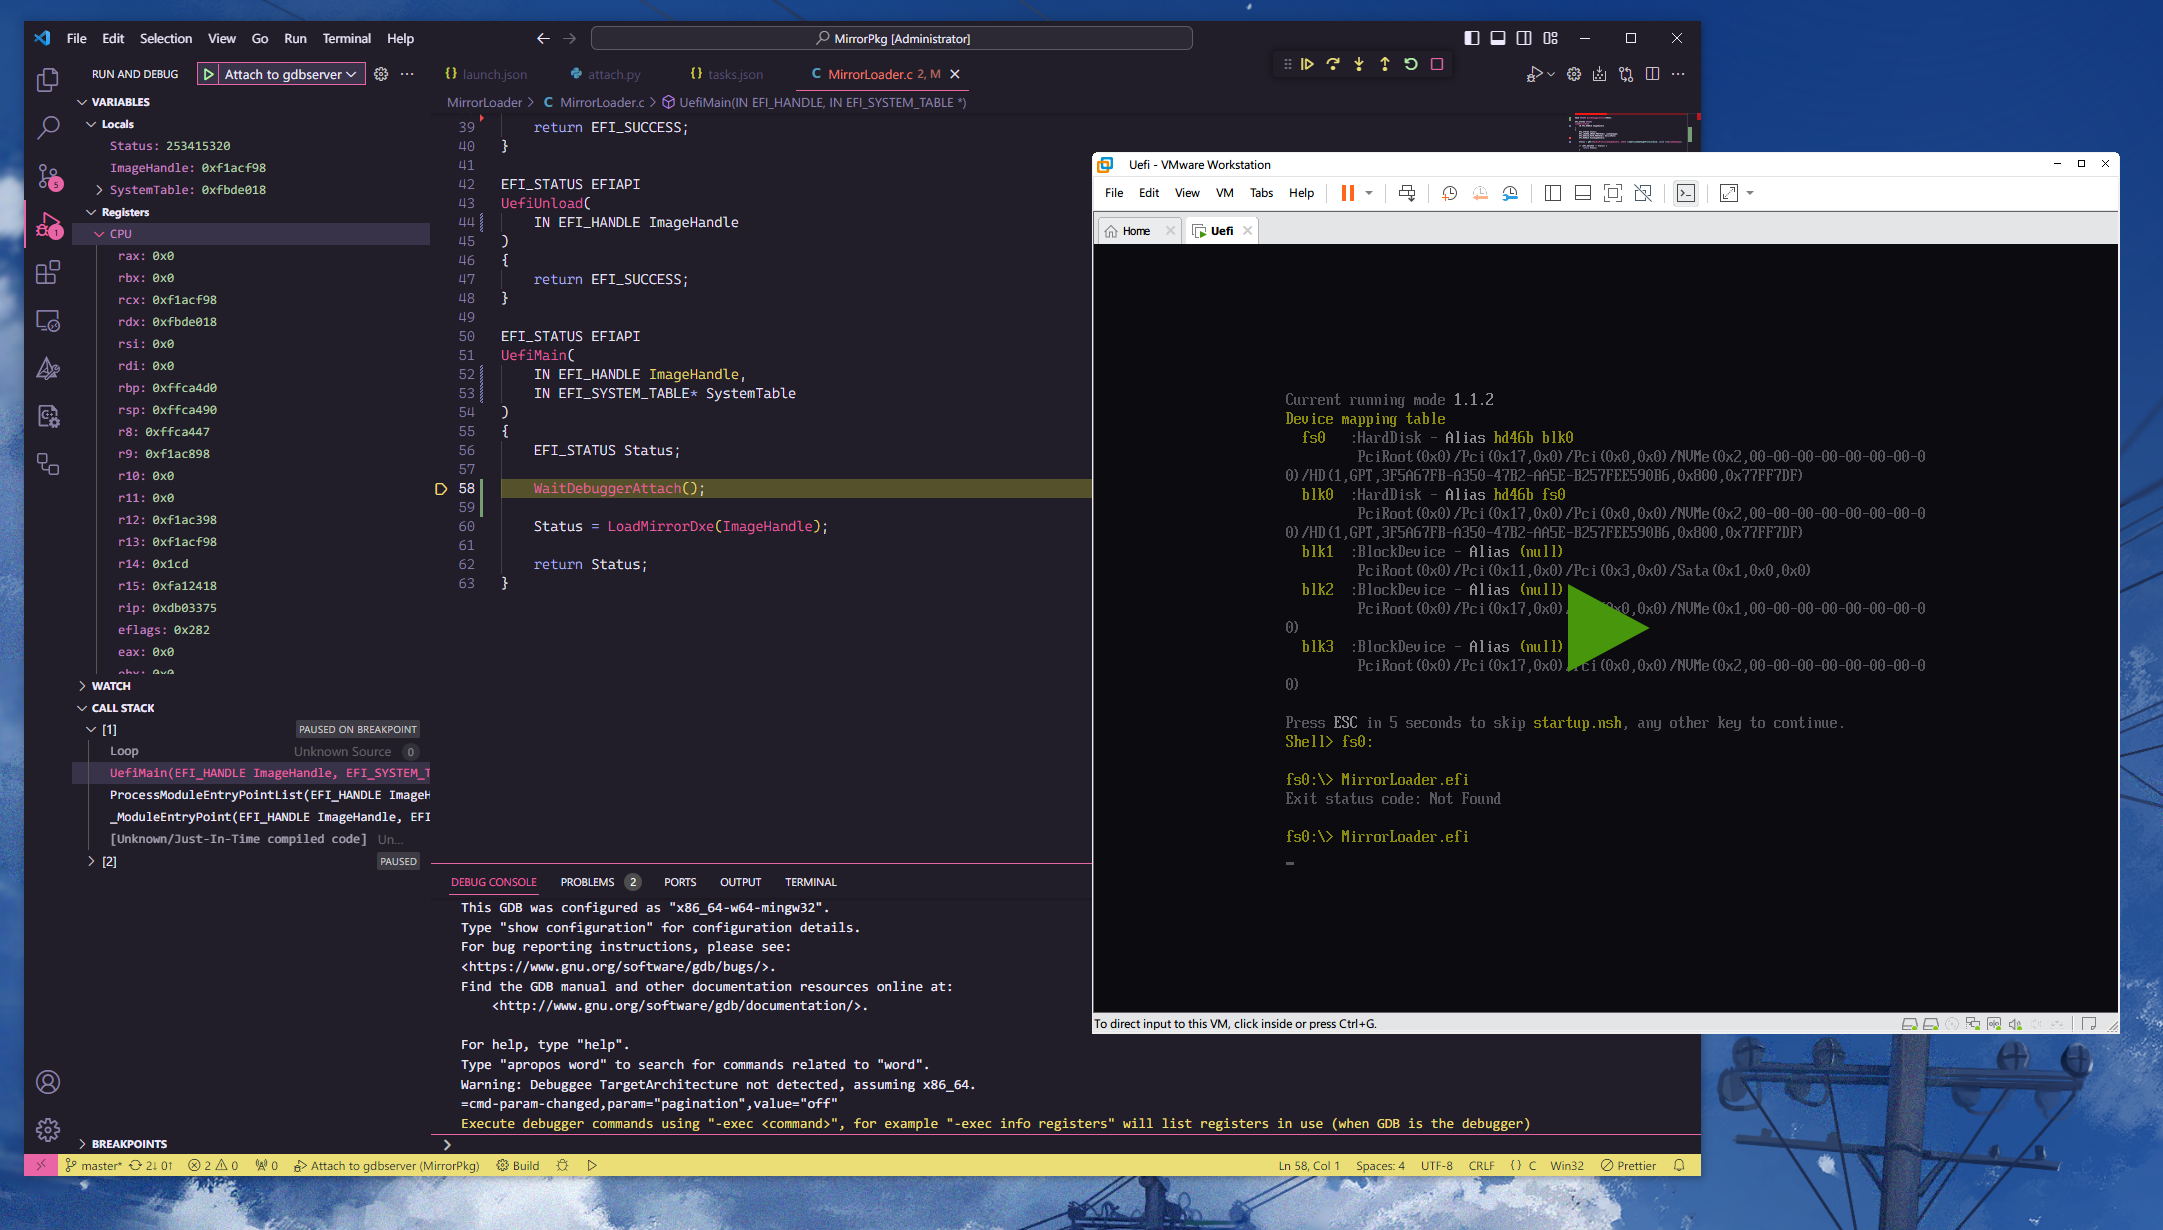 File Edit Selection View Go Run Terminal Help
MirrorPkg [Administrator]
RUN AND DEBUG
Attach to gdbserver
launch.json
attach.py
tasks.json
MirrorLoader.c 2, M
MirrorLoader > MirrorLoader.c > UefiMain(IN EFI_HANDLE, IN EFI_SYSTEM_TABLE *)
VARIABLES
Locals
Status: 253415320
ImageHandle: 0xf1acf98
SystemTable: 0xfbde018
Registers
CPU
rax: 0x0
rbx: 0x0
rcx: 0xf1acf98
rdx: 0xfbde018
rsi: 0x0
rdi: 0x0
rbp: 0xffca4d0
rsp: 0xffca490
r8: 0xffca447
r9: 0xf1ac898
r10: 0x0
r11: 0x0
r12: 0xf1ac398
r13: 0xf1acf98
r14: 0x1cd
r15: 0xfa12418
rip: 0xdb03375
eflags: 0x282
eax: 0x0
WATCH
CALL STACK
[1] PAUSED ON BREAKPOINT
Loop Unknown Source 0
UefiMain(EFI_HANDLE ImageHandle, EFI_SYSTEM_T
ProcessModuleEntryPointList(EFI_HANDLE ImageH
_ModuleEntryPoint(EFI_HANDLE ImageHandle, EFI
[Unknown/Just-In-Time compiled code] Un...
[2] PAUSED
BREAKPOINTS
39 return EFI_SUCCESS;
40 }
41
42 EFI_STATUS EFIAPI
43 UefiUnload(
44 IN EFI_HANDLE ImageHandle
45 )
46 {
47 return EFI_SUCCESS;
48 }
49
50 EFI_STATUS EFIAPI
51 UefiMain(
52 IN EFI_HANDLE ImageHandle,
53 IN EFI_SYSTEM_TABLE* SystemTable
54 )
55 {
56 EFI_STATUS Status;
57
58 WaitDebuggerAttach();
59
60 Status = LoadMirrorDxe(ImageHandle);
61
62 return Status;
63 }
DEBUG CONSOLE PROBLEMS 2 PORTS OUTPUT TERMINAL
This GDB was configured as "x86_64-w64-mingw32".
Type "show configuration" for configuration details.
For bug reporting instructions, please see:
<https://www.gnu.org/software/gdb/bugs/>.
Find the GDB manual and other documentation resources online at:
<http://www.gnu.org/software/gdb/documentation/>.
For help, type "help".
Type "apropos word" to search for commands related to "word".
Warning: Debuggee TargetArchitecture not detected, assuming x86_64.
=cmd-param-changed,param="pagination",value="off"
Execute debugger commands using "-exec <command>", for example "-exec info registers" will list registers in use (when GDB is the debugger)
>
master* 2↓ 0↑ 2 0 0 Attach to gdbserver (MirrorPkg) Build
Ln 58, Col 1 Spaces: 4 UTF-8 CRLF {} C Win32 Prettier
5
1
Uefi - VMware Workstation
File Edit View VM Tabs Help
Home
Uefi
Current running mode 1.1.2
Device mapping table
fs0 :HardDisk - Alias hd46b blk0
PciRoot(0x0)/Pci(0x17,0x0)/Pci(0x0,0x0)/NVMe(0x2,00-00-00-00-00-00-00-0
0)/HD(1,GPT,3F5A67FB-A350-47B2-AA5E-B257FEE590B6,0x800,0x77FF7DF)
blk0 :HardDisk - Alias hd46b fs0
PciRoot(0x0)/Pci(0x17,0x0)/Pci(0x0,0x0)/NVMe(0x2,00-00-00-00-00-00-00-0
0)/HD(1,GPT,3F5A67FB-A350-47B2-AA5E-B257FEE590B6,0x800,0x77FF7DF)
blk1 :BlockDevice - Alias (null)
PciRoot(0x0)/Pci(0x11,0x0)/Pci(0x3,0x0)/Sata(0x1,0x0,0x0)
blk2 :BlockDevice - Alias (null)
PciRoot(0x0)/Pci(0x17,0x0)/ (0x0,0x0)/NVMe(0x1,00-00-00-00-00-00-00-0
0)
blk3 :BlockDevice - Alias (null)
PciRoot(0x0)/Pci(0x17,0x0)/Pci(0x0,0x0)/NVMe(0x2,00-00-00-00-00-00-00-0
0)
Press ESC in 5 seconds to skip startup.nsh, any other key to continue.
Shell> fs0:
fs0:\> MirrorLoader.efi
Exit status code: Not Found
fs0:\> MirrorLoader.efi
_
To direct input to this VM, click inside or press Ctrl+G.